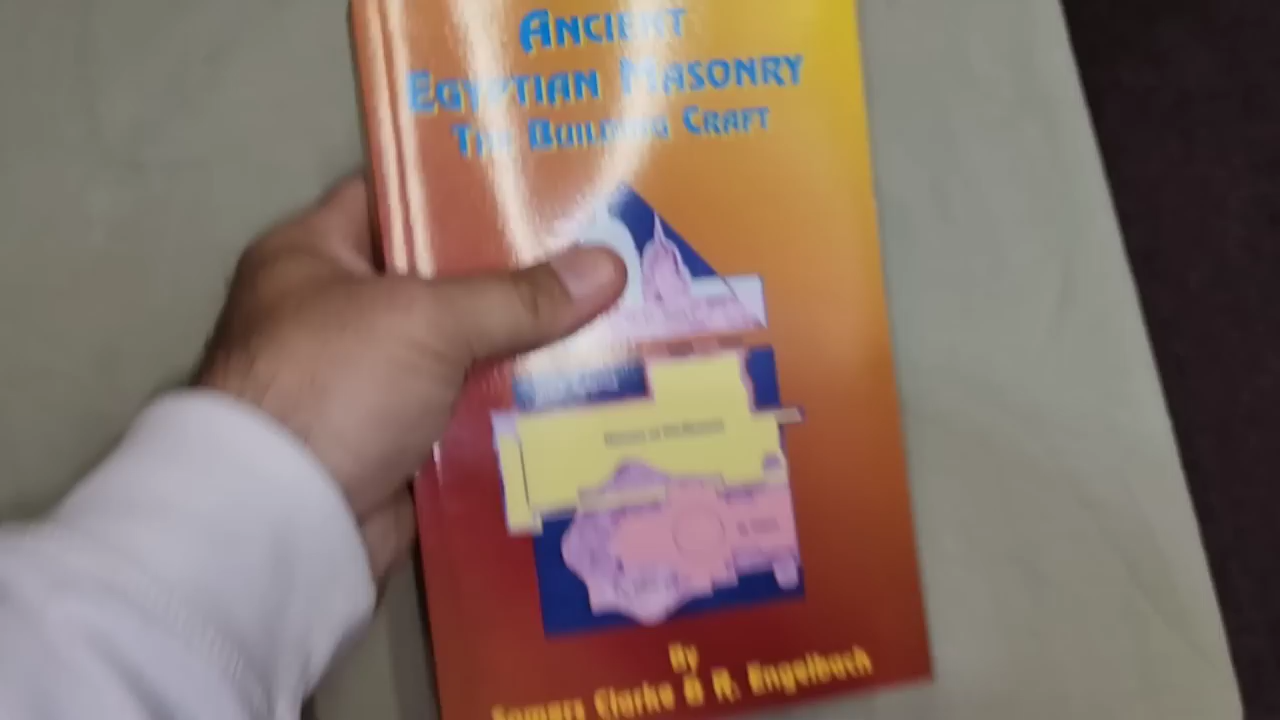 ANCIENT
EGYPTIAN MASONRY
THE BUILDING CRAFT
By
Somers Clarke & R. Engelbach